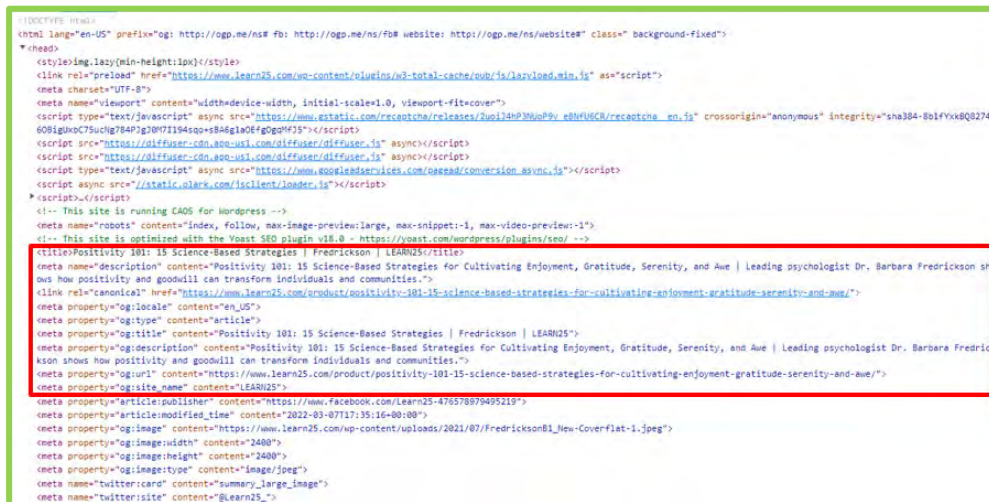 <!DOCTYPE html>
<html lang="en-US" prefix="og: http://ogp.me/ns# fb: http://ogp.me/ns/fb# website: http://ogp.me/ns/website#" class=" background-fixed">
▼<head>
<style>img.lazy{min-height:1px}</style>
<link rel="preload" href="https://www.learn25.com/wp-content/plugins/w3-total-cache/pub/js/lazyload.min.js" as="script">
<meta charset="UTF-8">
<meta name="viewport" content="width=device-width, initial-scale=1.0, viewport-fit=cover">
<script type="text/javascript" async src="https://www.gstatic.com/recaptcha/releases/2uoiJ4hP3NUoP9v_eBNfU6CR/recaptcha__en.js" crossorigin="anonymous" integrity="sha384-
</script>
<script src="https://diffuser-cdn.app-us1.com/diffuser/diffuser.js" async></script>
<script src="https://diffuser-cdn.app-us1.com/diffuser/diffuser.js" async></script>
<script type="text/javascript" async src="https://www.googleadservices.com/pagead/conversion_async.js"></script>
<script async src="//static.olark.com/jsclient/loader.js"></script>
▶<script>…</script>
<!-- This site is running CAOS for Wordpress -->
<meta name="robots" content="index, follow, max-image-preview:large, max-snippet:-1, max-video-preview:-1">
<!-- This site is optimized with the Yoast SEO plugin v18.0 - https://yoast.com/wordpress/plugins/seo/ -->
<title>Positivity 101: 15 Science-Based Strategies | Fredrickson | LEARN25</title>
<meta name="description" content="Positivity 101: 15 Science-Based Strategies for Cultivating Enjoyment, Gratitude, Serenity, and Awe | Leading psychologist Dr. Barbara Fredrickson sh
ows how positivity and goodwill can transform individuals and communities.">
<link rel="canonical" href="https://www.learn25.com/product/positivity-101-15-science-based-strategies-for-cultivating-enjoyment-gratitude-serenity-and-awe/">
<meta property="og:locale" content="en_US">
<meta property="og:type" content="article">
<meta property="og:title" content="Positivity 101: 15 Science-Based Strategies | Fredrickson | LEARN25">
<meta property="og:description" content="Positivity 101: 15 Science-Based Strategies for Cultivating Enjoyment, Gratitude, Serenity, and Awe | Leading psychologist Dr. Barbara Fredric
kson shows how positivity and goodwill can transform individuals and communities.">
<meta property="og:url" content="https://www.learn25.com/product/positivity-101-15-science-based-strategies-for-cultivating-enjoyment-gratitude-serenity-and-awe/">
<meta property="og:site_name" content="LEARN25">
<meta property="article:publisher" content="https://www.facebook.com/Learn25-476578979495219">
<meta property="article:modified_time" content="2022-03-07T17:35:16+00:00">
<meta property="og:image" content="https://www.learn25.com/wp-content/uploads/2021/07/FredricksonB1_New-Coverflat-1.jpeg">
<meta property="og:image:width" content="2400">
<meta property="og:image:height" content="2400">
<meta property="og:image:type" content="image/jpeg">
<meta name="twitter:card" content="summary_large_image">
<meta name="twitter:site" content="@Learn25_">